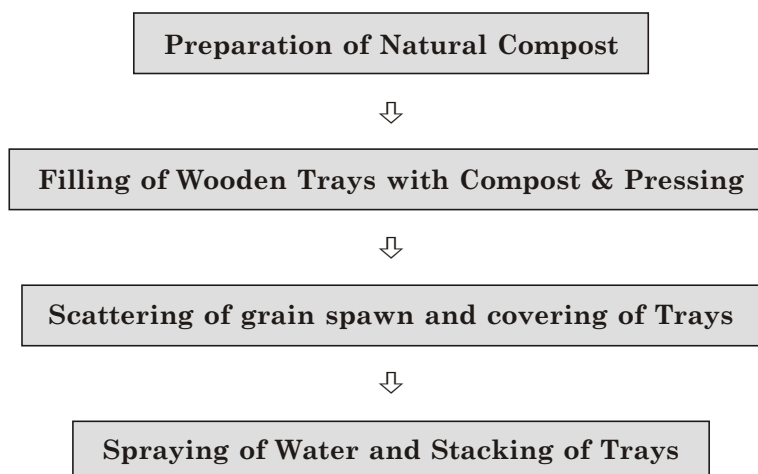 Preparation of Natural Compost
Filling of Wooden Trays with Compost & Pressing
Scattering of grain spawn and covering of Trays
Spraying of Water and Stacking of Trays